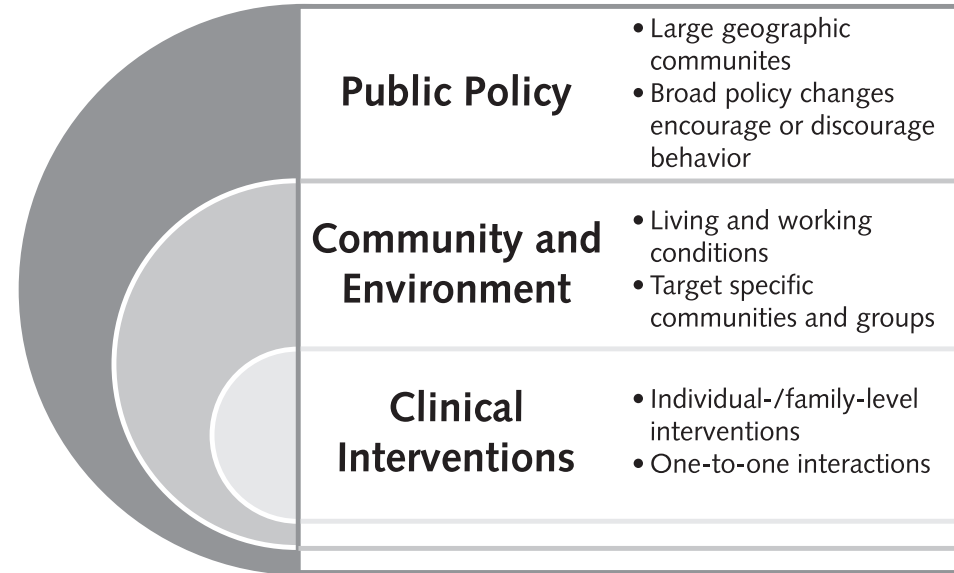 Public Policy
• Large geographic
communites
• Broad policy changes
encourage or discourage
behavior
Community and
Environment
• Living and working
conditions
• Target specific
communities and groups
Clinical
Interventions
• Individual-/family-level
interventions
• One-to-one interactions